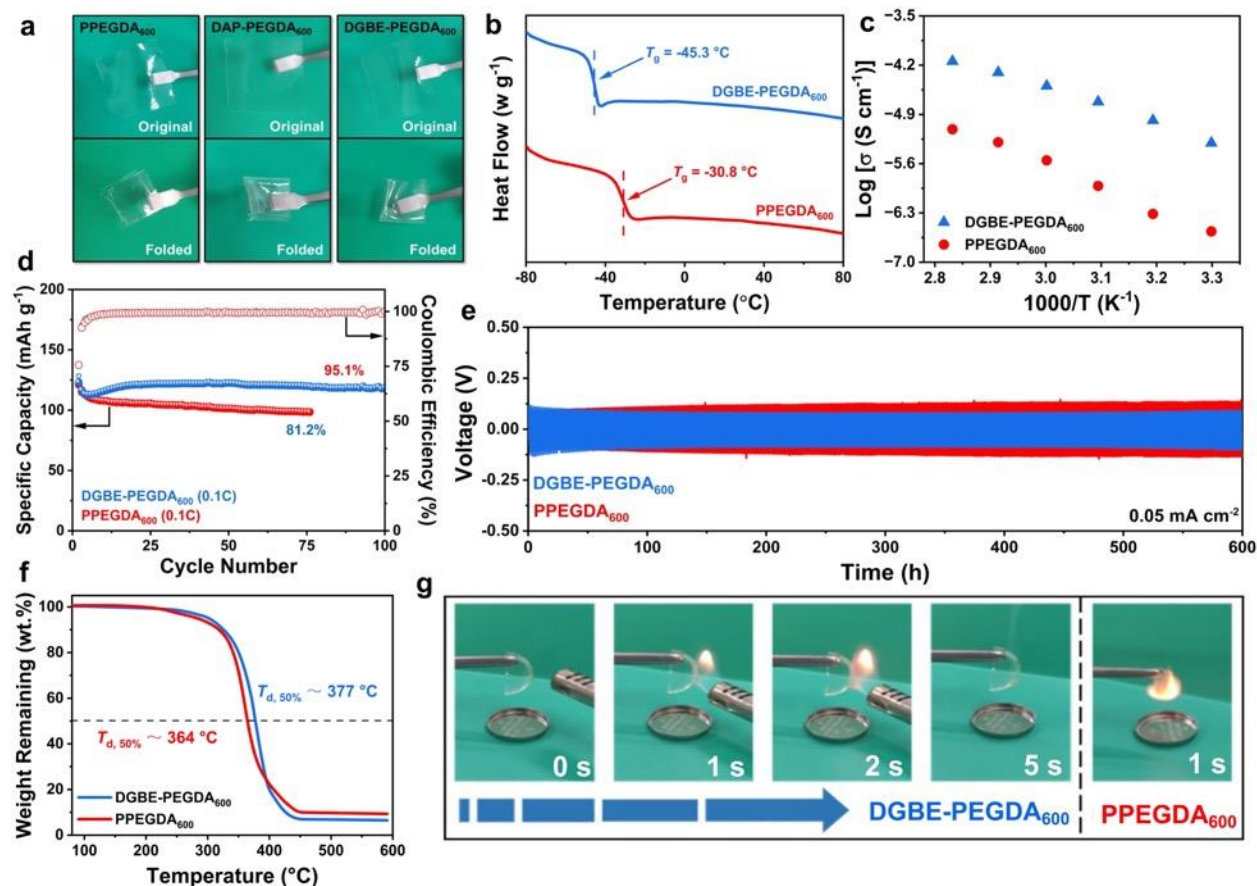 a
PPEGDA600 DAP-PEGDA600 DGBE-PEGDA600
Original Original Original
Folded Folded Folded
b
Heat Flow (w g-1)
Tg = -45.3 °C
DGBE-PEGDA600
Tg = -30.8 °C
PPEGDA600
-80 -40 0 40 80
Temperature (°C)
c
Log [σ (S cm-1)]
−3.5
−4.2
−4.9
−5.6
−6.3
−7.0
DGBE-PEGDA600
PPEGDA600
2.8 2.9 3.0 3.1 3.2 3.3
1000/T (K-1)
d
Specific Capacity (mAh g-1)
200
175
150
125
100
75
50
25
0
95.1%
81.2%
DGBE-PEGDA600 (0.1C)
PPEGDA600 (0.1C)
0 25 50 75 100
Cycle Number
100
75
50
25
0
Coulombic Efficiency (%)
e
Voltage (V)
0.50
0.25
0.00
-0.25
-0.50
DGBE-PEGDA600
PPEGDA600
0.05 mA cm-2
0 100 200 300 400 500 600
Time (h)
f
Weight Remaining (wt.%)
100
80
60
40
20
0
Td, 50% ~ 377 °C
Td, 50% ~ 364 °C
DGBE-PEGDA600
PPEGDA600
100 200 300 400 500 600
Temperature (°C)
g
0 s 1 s 2 s 5 s 1 s
DGBE-PEGDA600 PPEGDA600